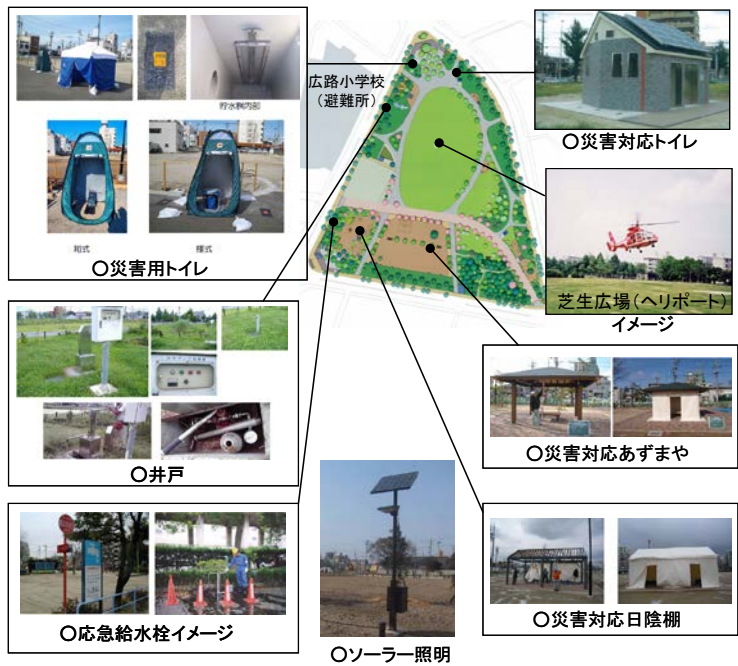 貯水桝内部
和式
様式
〇災害用トイレ
広路小学校
（避難所）
〇災害対応トイレ
芝生広場（ヘリポート）
イメージ
〇井戸
〇災害対応あずまや
〇応急給水栓イメージ
〇ソーラー照明
〇災害対応日陰棚